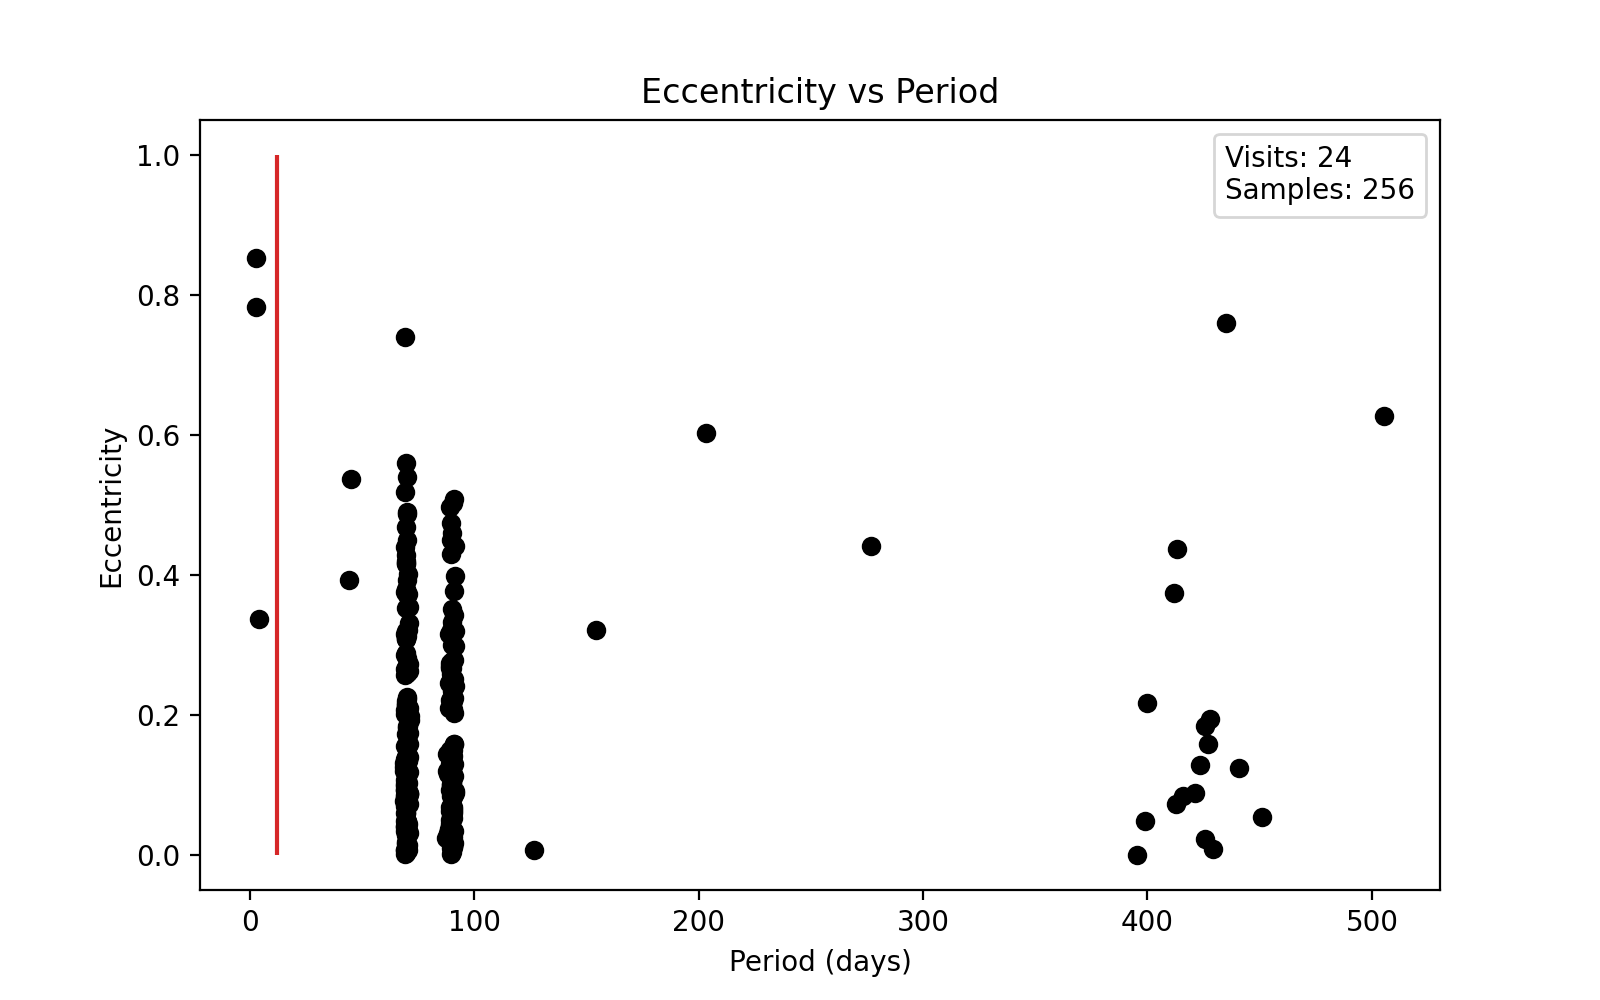 Eccentricity vs Period
Visits: 24
Samples: 256
1.0
0.8
0.6
0.4
0.2
0.0
Eccentricity
0 100 200 300 400 500
Period (days)